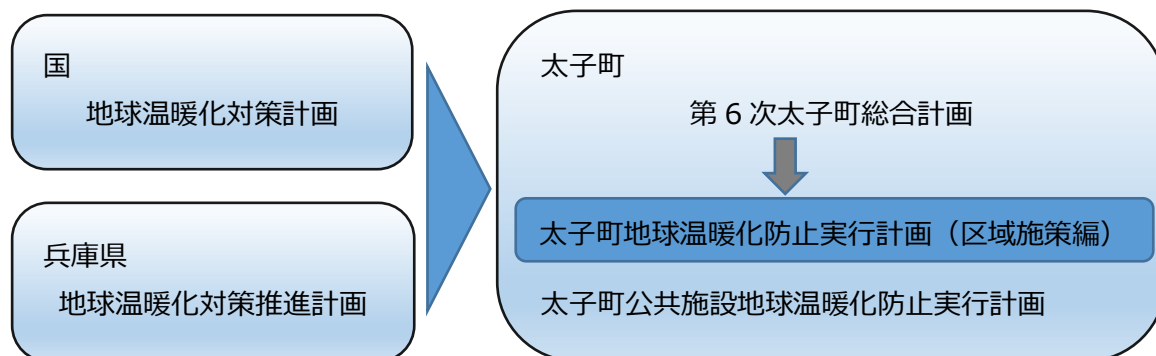 国
地球温暖化対策計画
兵庫県
地球温暖化対策推進計画
太子町
第6次太子町総合計画
太子町地球温暖化防止実行計画（区域施策編）
太子町公共施設地球温暖化防止実行計画